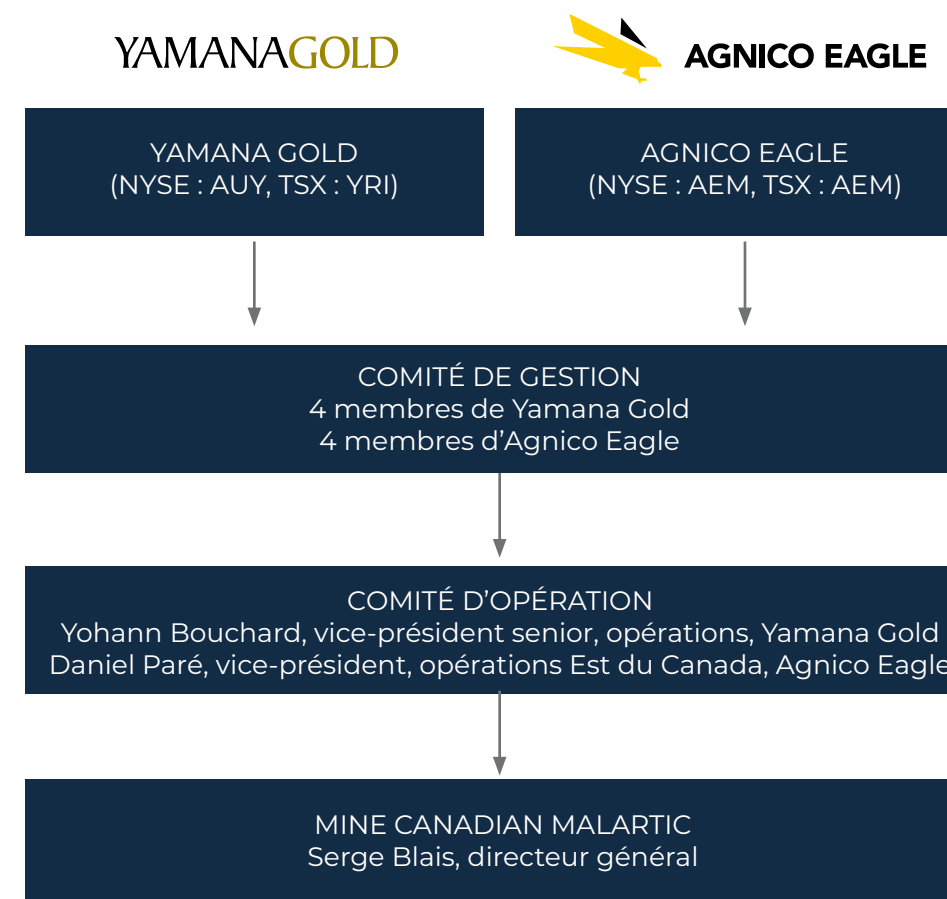 YAMANAGOLD
AGNICO EAGLE
YAMANA GOLD
(NYSE : AUY, TSX : YRI)
AGNICO EAGLE
(NYSE : AEM, TSX : AEM)
COMITÉ DE GESTION
4 membres de Yamana Gold
4 membres d’Agnico Eagle
COMITÉ D’OPÉRATION
Yohann Bouchard, vice-président senior, opérations, Yamana Gold
Daniel Paré, vice-président, opérations Est du Canada, Agnico Eagle
MINE CANADIAN MALARTIC
Serge Blais, directeur général